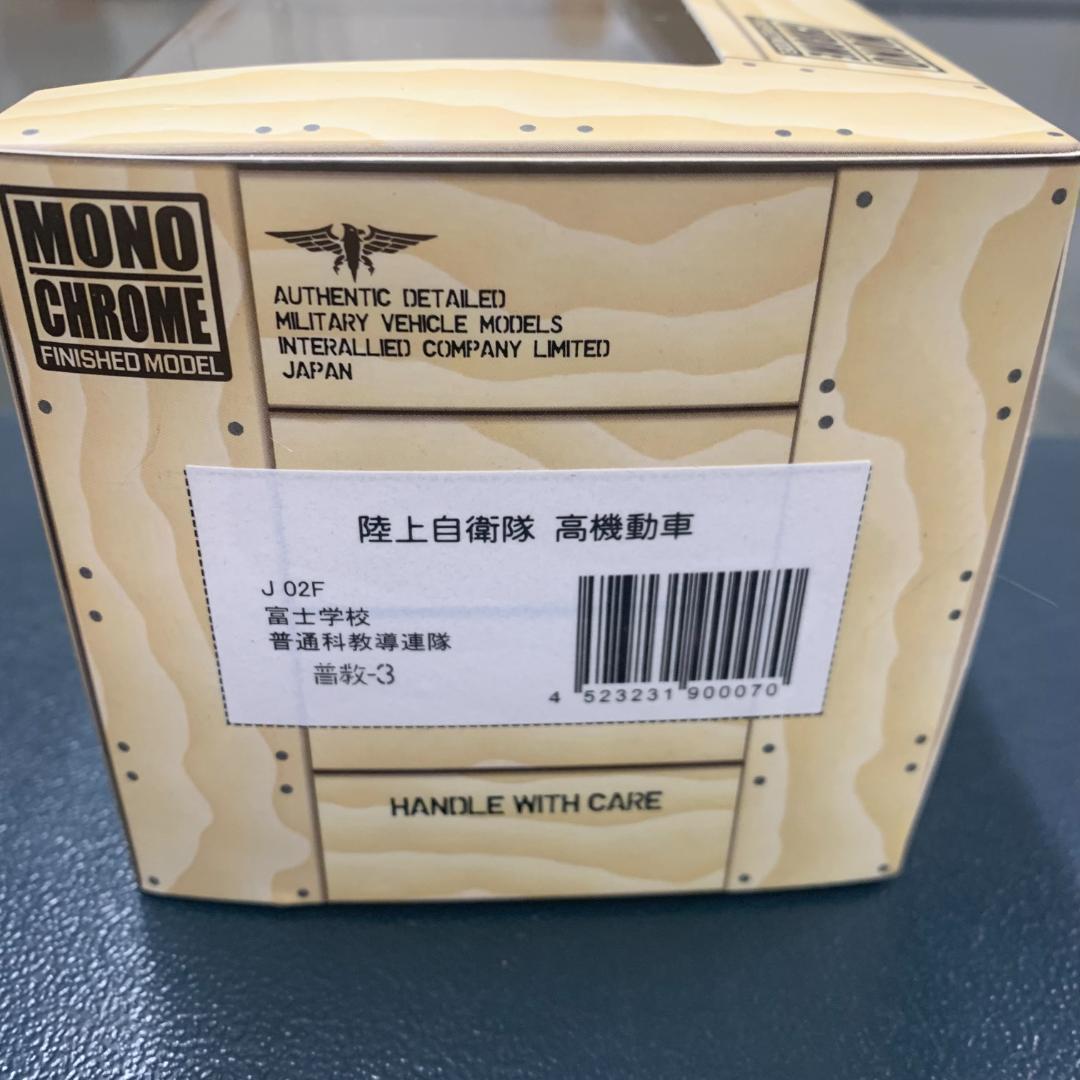 MONO
CHROME
MONO
CHROME
FINISHED MODEL
AUTHENTIC DETAILED
MILITARY VEHICLE MODELS
INTERALLIED COMPANY LIMITED
JAPAN
陸上自衛隊 高機動車
J 02F
富士学校
普通科教導連隊
普教-3
4 523231 900070
HANDLE WITH CARE